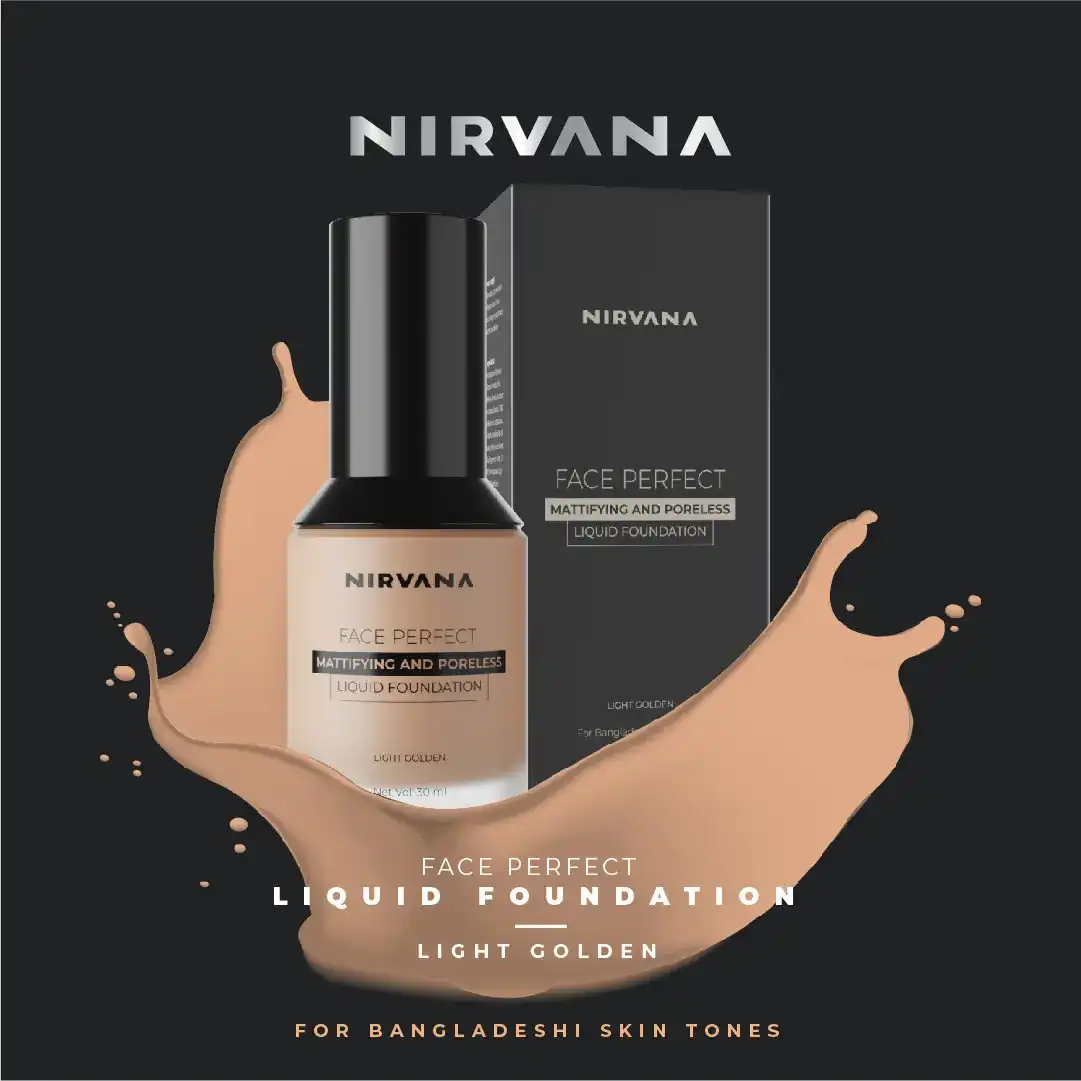 NIRVANA
NIRVANA
FACE PERFECT
MATTIFYING AND PORELESS
LIQUID FOUNDATION
LIGHT GOLDEN
NIRVANA
FACE PERFECT
MATTIFYING AND PORELESS
LIQUID FOUNDATION
LIGHT GOLDEN
For
Net Vol: 30 ml
FACE PERFECT
LIQUID FOUNDATION
LIGHT GOLDEN
FOR BANGLADESHI SKIN TONES